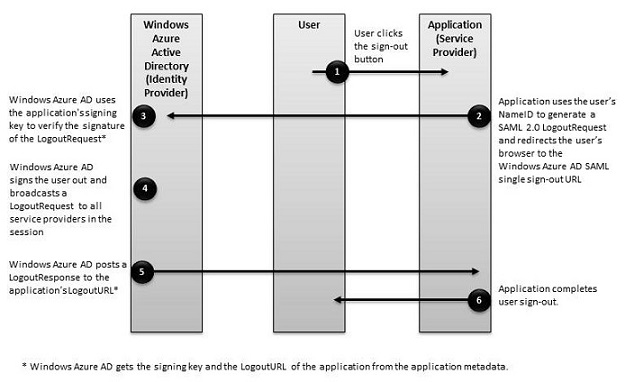 Windows
Azure
Active
Directory
(Identity
Provider)
User
Application
(Service
Provider)
User clicks
the sign-out
button
1
Windows Azure AD uses
the application's signing
key to verify the signature
of the LogoutRequest*
3
2
Application uses the user's
NameID to generate a
SAML 2.0 LogoutRequest
and redirects the user's
browser to the
Windows Azure AD SAML
single sign-out URL
Windows Azure AD
signs the user out and
broadcasts a
LogoutRequest to all
service providers in the
session
4
Windows Azure AD posts a
LogoutResponse to the
application's LogoutURL*
5
6
Application completes
user sign-out.
* Windows Azure AD gets the signing key and the LogoutURL of the application from the application metadata.